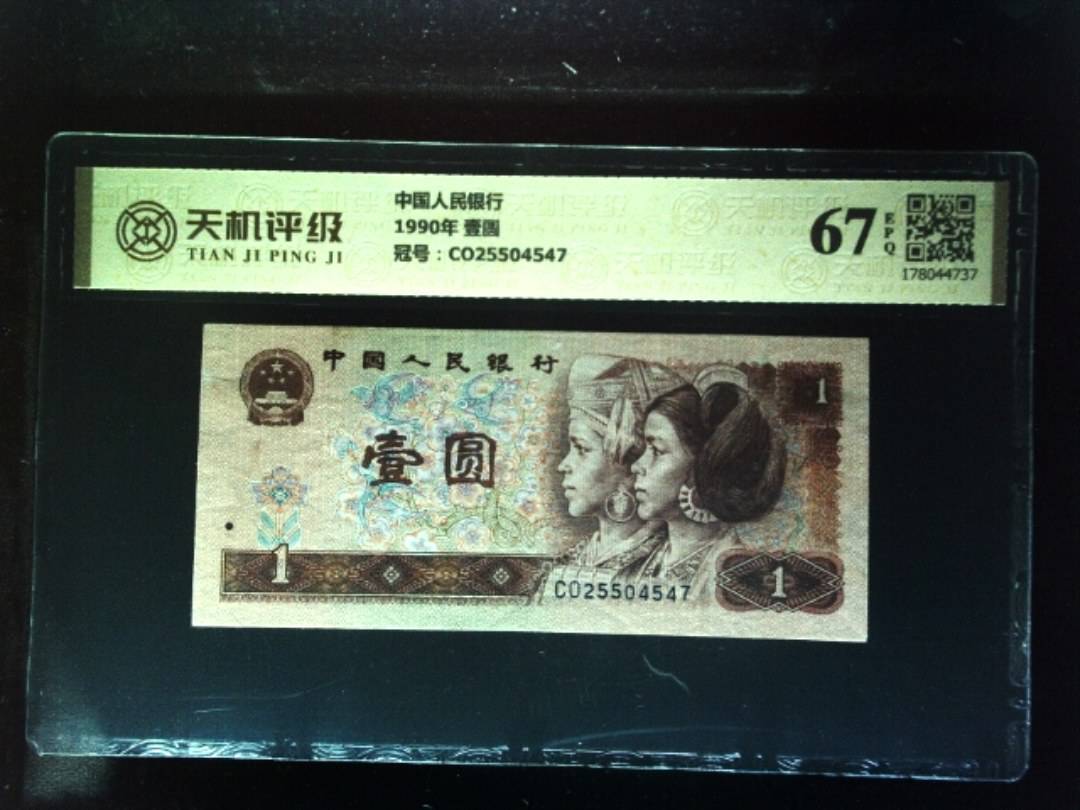 天机评级
TIAN JI PING JI
中国人民银行
1990年 壹圆
冠号：CO25504547
67
EPQ
178044737
中国人民银行
1
壹圆
1
CO25504547
1